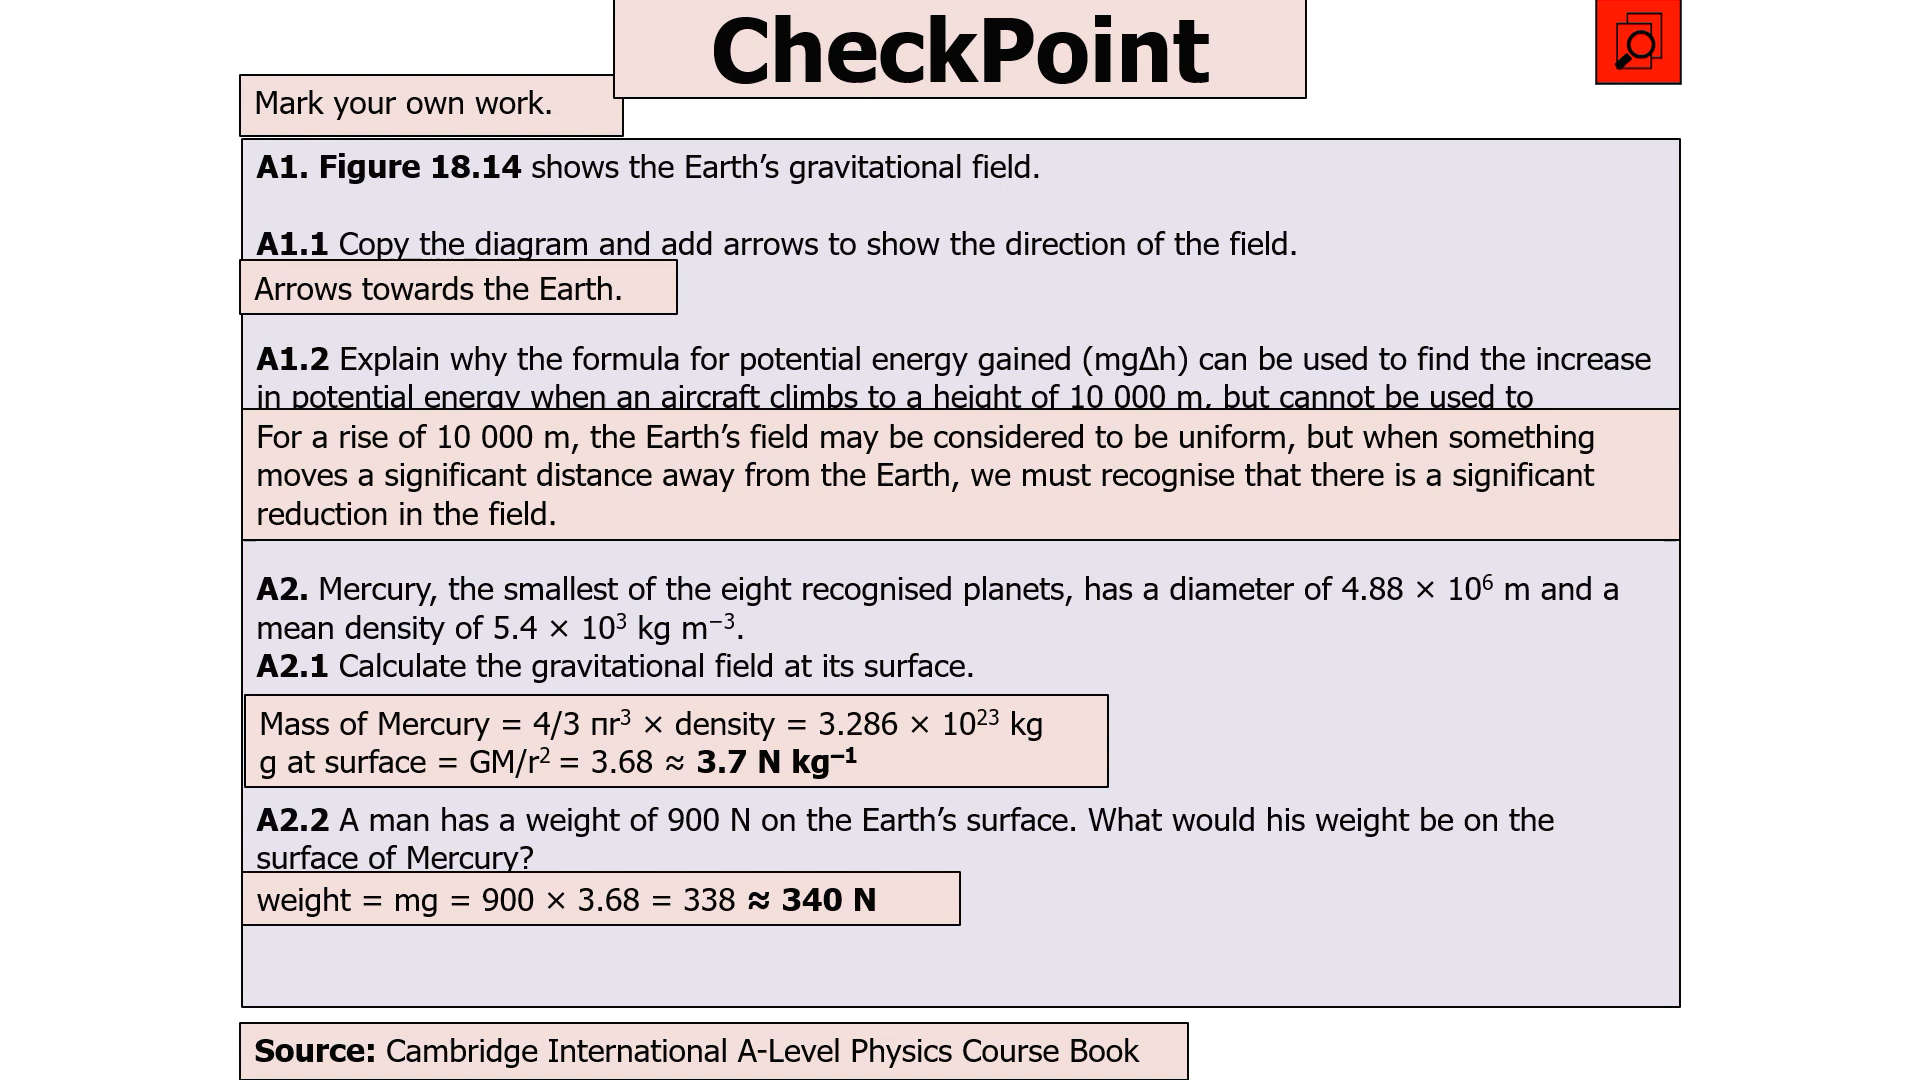 CheckPoint
Mark your own work.
A1. Figure 18.14 shows the Earth’s gravitational field.
A1.1 Copy the diagram and add arrows to show the direction of the field.
Arrows towards the Earth.
A1.2 Explain why the formula for potential energy gained (mgΔh) can be used to find the increase
in potential energy when an aircraft climbs to a height of 10 000 m, but cannot be used to
For a rise of 10 000 m, the Earth’s field may be considered to be uniform, but when something
moves a significant distance away from the Earth, we must recognise that there is a significant
reduction in the field.
A2. Mercury, the smallest of the eight recognised planets, has a diameter of 4.88 × 10⁶ m and a
mean density of 5.4 × 10³ kg m⁻³.
A2.1 Calculate the gravitational field at its surface.
Mass of Mercury = 4/3 πr³ × density = 3.286 × 10²³ kg
g at surface = GM/r² = 3.68 ≈ 3.7 N kg⁻¹
A2.2 A man has a weight of 900 N on the Earth’s surface. What would his weight be on the
surface of Mercury?
weight = mg = 900 × 3.68 = 338 ≈ 340 N
Source: Cambridge International A-Level Physics Course Book